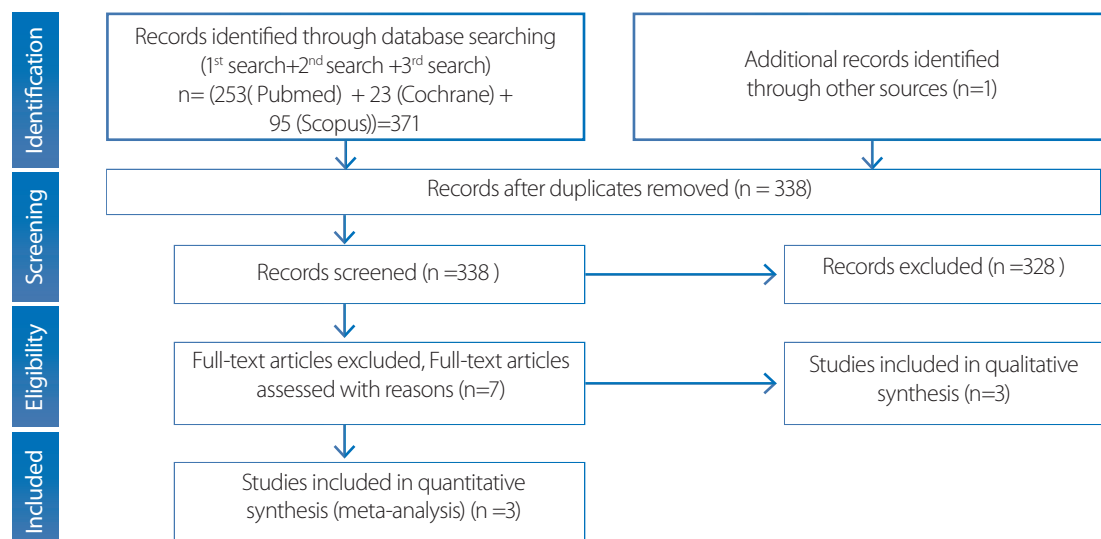 Identification
Records identified through database searching
(1st search+2nd search +3rd search)
n= (253( Pubmed) + 23 (Cochrane) +
95 (Scopus))=371
Additional records identified
through other sources (n=1)
Screening
Records after duplicates removed (n = 338)
Records screened (n =338 )
Records excluded (n =328 )
Eligibility
Full-text articles excluded, Full-text articles
assessed with reasons (n=7)
Studies included in qualitative
synthesis (n=3)
Included
Studies included in quantitative
synthesis (meta-analysis) (n =3)